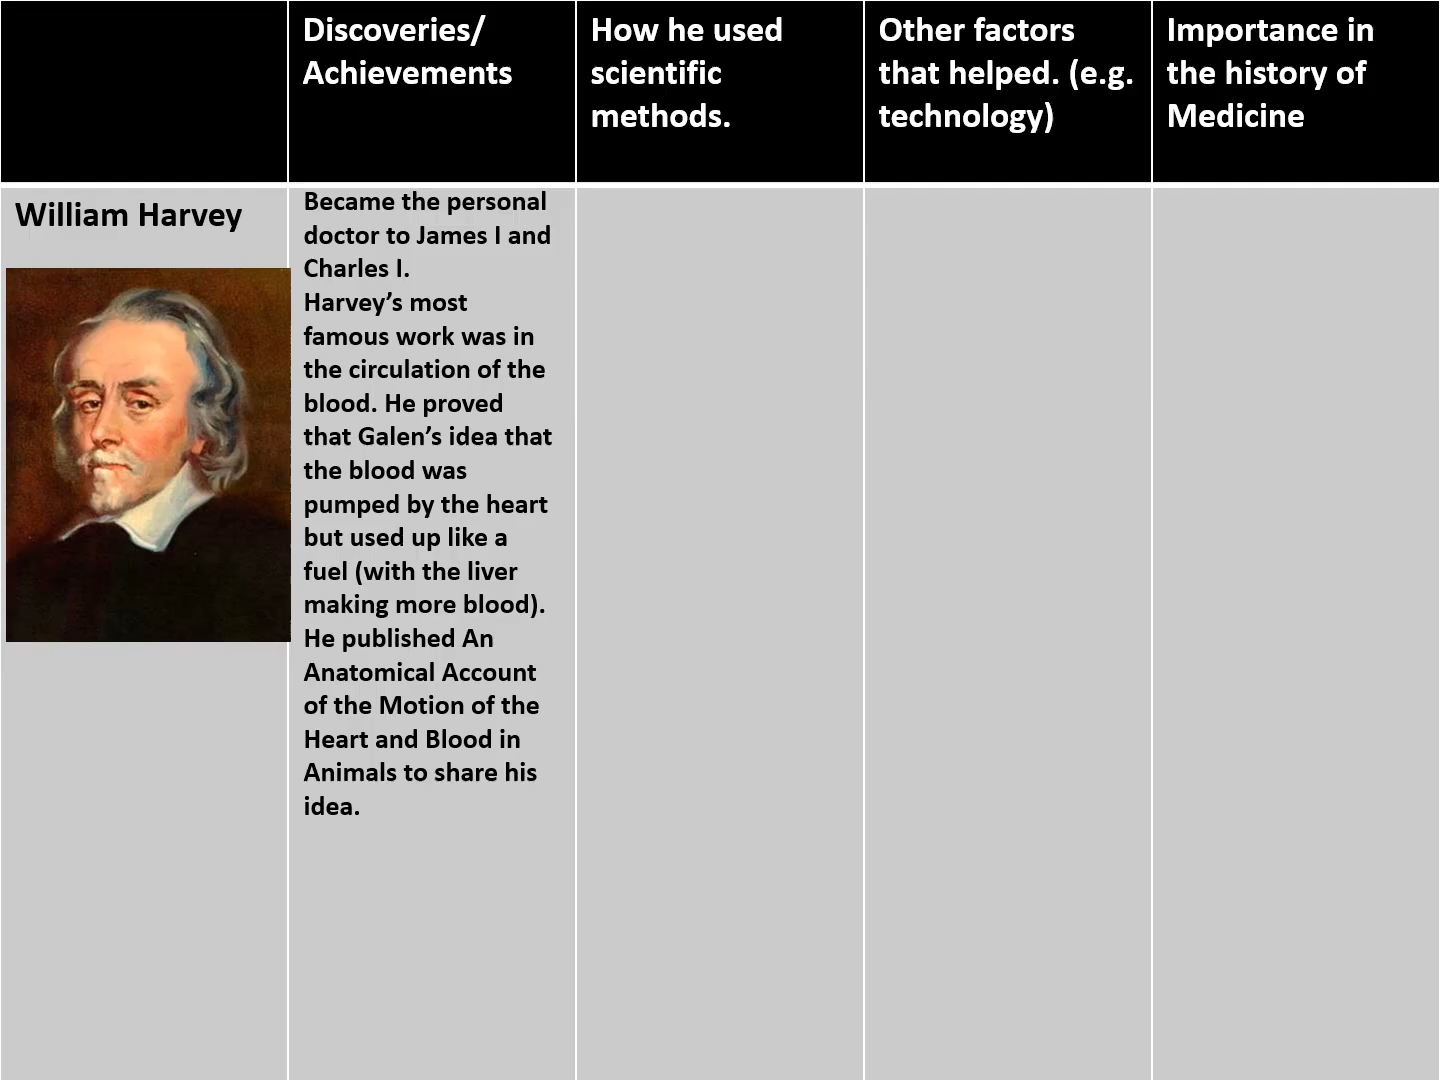 Discoveries/
Achievements
How he used
scientific
methods.
Other factors
that helped. (e.g.
technology)
Importance in
the history of
Medicine
William Harvey
Became the personal
doctor to James I and
Charles I.
Harvey’s most
famous work was in
the circulation of the
blood. He proved
that Galen’s idea that
the blood was
pumped by the heart
but used up like a
fuel (with the liver
making more blood).
He published An
Anatomical Account
of the Motion of the
Heart and Blood in
Animals to share his
idea.